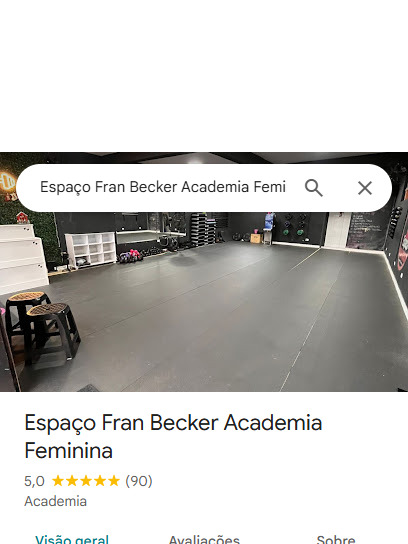 Espaço Fran Becker Academia Femi
Espaço Fran Becker Academia
Feminina
5,0 (90)
Academia
Visão geral Avaliações Sobre